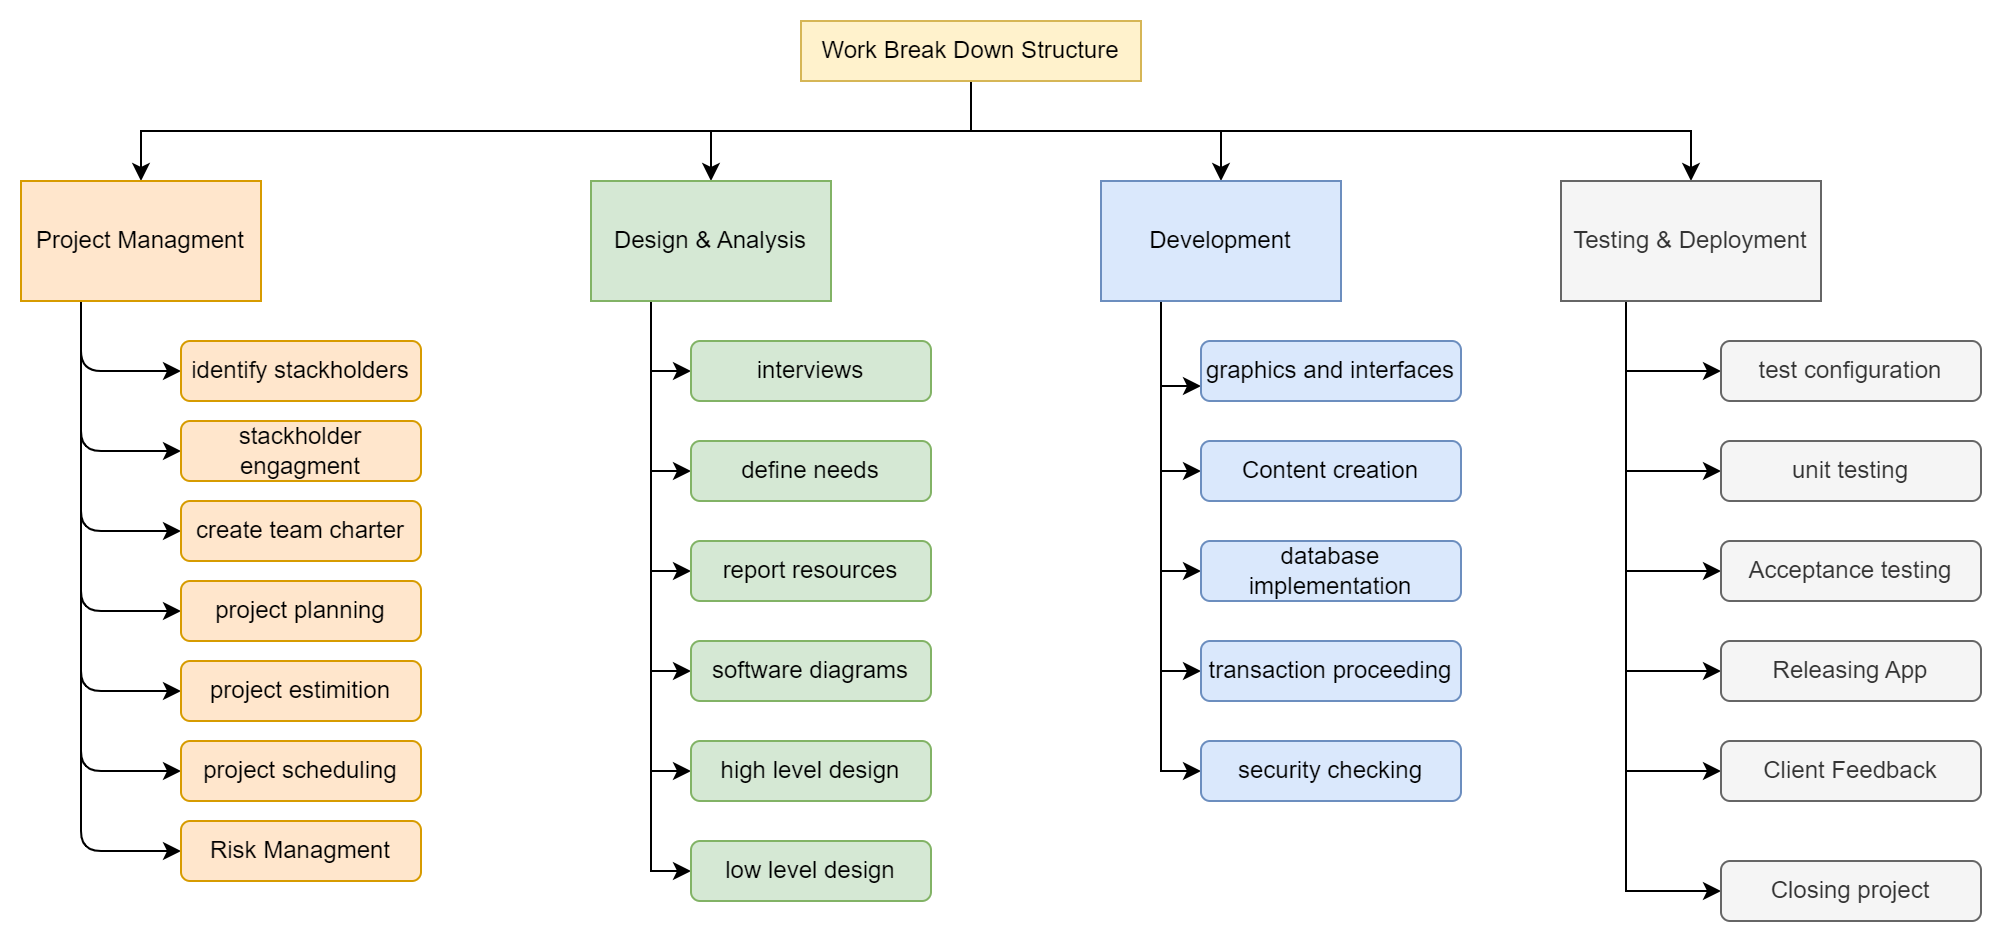 Work Break Down Structure
Project Managment
Design & Analysis
Development
Testing & Deployment
identify stackholders
stackholder
engagment
create team charter
project planning
project estimition
project scheduling
Risk Managment
interviews
define needs
report resources
software diagrams
high level design
low level design
graphics and interfaces
Content creation
database
implementation
transaction proceeding
security checking
test configuration
unit testing
Acceptance testing
Releasing App
Client Feedback
Closing project